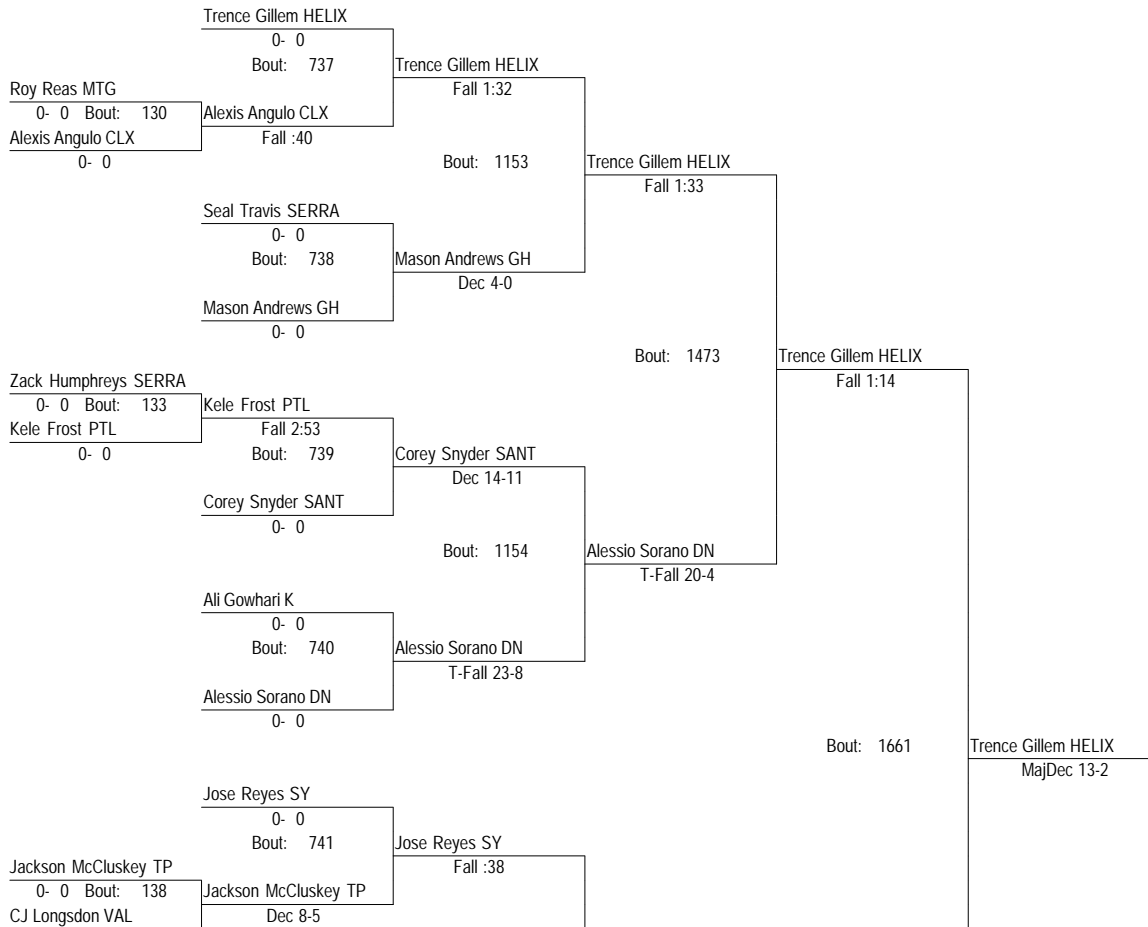 Trence Gillem HELIX
0- 0
Bout: 737
Trence Gillem HELIX
Fall 1:32
Roy Reas MTG
0- 0 Bout: 130
Alexis Angulo CLX
Alexis Angulo CLX
Fall :40
0- 0
Bout: 1153
Trence Gillem HELIX
Fall 1:33
Seal Travis SERRA
0- 0
Bout: 738
Mason Andrews GH
Dec 4-0
Mason Andrews GH
0- 0
Bout: 1473
Trence Gillem HELIX
Fall 1:14
Zack Humphreys SERRA
0- 0 Bout: 133
Kele Frost PTL
Kele Frost PTL
Fall 2:53
0- 0
Bout: 739
Corey Snyder SANT
Dec 14-11
Corey Snyder SANT
0- 0
Bout: 1154
Alessio Sorano DN
T-Fall 20-4
Ali Gowhari K
0- 0
Bout: 740
Alessio Sorano DN
T-Fall 23-8
Alessio Sorano DN
0- 0
Bout: 1661
Trence Gillem HELIX
MajDec 13-2
Jose Reyes SY
0- 0
Bout: 741
Jose Reyes SY
Fall :38
Jackson McCluskey TP
0- 0 Bout: 138
Jackson McCluskey TP
CJ Longsdon VAL
Dec 8-5